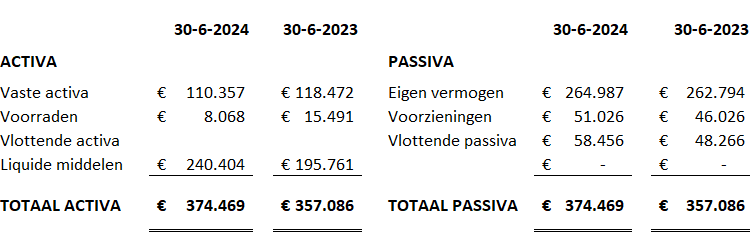 30-6-2024 30-6-2023 30-6-2024 30-6-2023
ACTIVA PASSIVA
Vaste activa € 110.357 € 118.472 Eigen vermogen € 264.987 € 262.794
Voorraden € 8.068 € 15.491 Voorzieningen € 51.026 € 46.026
Vlottende activa Vlottende passiva € 58.456 € 48.266
Liquide middelen € 240.404 € 195.761 € - € -
TOTAAL ACTIVA € 374.469 € 357.086 TOTAAL PASSIVA € 374.469 € 357.086